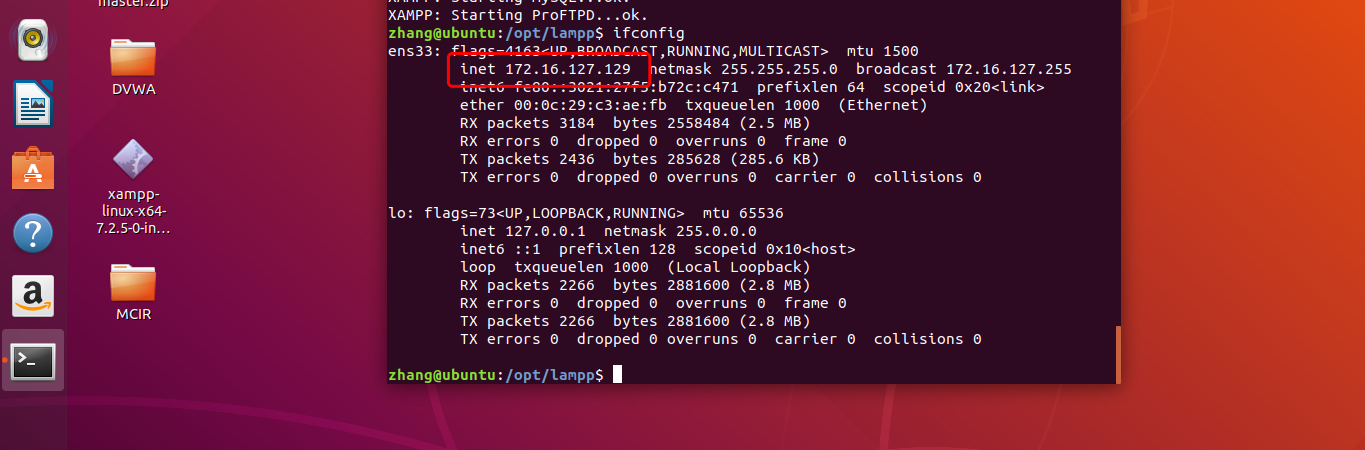 master.zip
DVWA
xampp-
linux-x64-
7.2.5-0-in…
MCIR
XAMPP: Starting MySQL...ok.
XAMPP: Starting ProFTPD...ok.
zhang@ubuntu:/opt/lampp$ ifconfig
ens33: flags=4163<UP,BROADCAST,RUNNING,MULTICAST>  mtu 1500
inet 172.16.127.129  netmask 255.255.255.0  broadcast 172.16.127.255
inet6 fe80::3021:27f5:b72c:c471  prefixlen 64  scopeid 0x20<link>
ether 00:0c:29:c3:ae:fb  txqueuelen 1000  (Ethernet)
RX packets 3184  bytes 2558484 (2.5 MB)
RX errors 0  dropped 0  overruns 0  frame 0
TX packets 2436  bytes 285628 (285.6 KB)
TX errors 0  dropped 0 overruns 0  carrier 0  collisions 0
lo: flags=73<UP,LOOPBACK,RUNNING>  mtu 65536
inet 127.0.0.1  netmask 255.0.0.0
inet6 ::1  prefixlen 128  scopeid 0x10<host>
loop  txqueuelen 1000  (Local Loopback)
RX packets 2266  bytes 2881600 (2.8 MB)
RX errors 0  dropped 0  overruns 0  frame 0
TX packets 2266  bytes 2881600 (2.8 MB)
TX errors 0  dropped 0 overruns 0  carrier 0  collisions 0
zhang@ubuntu:/opt/lampp$